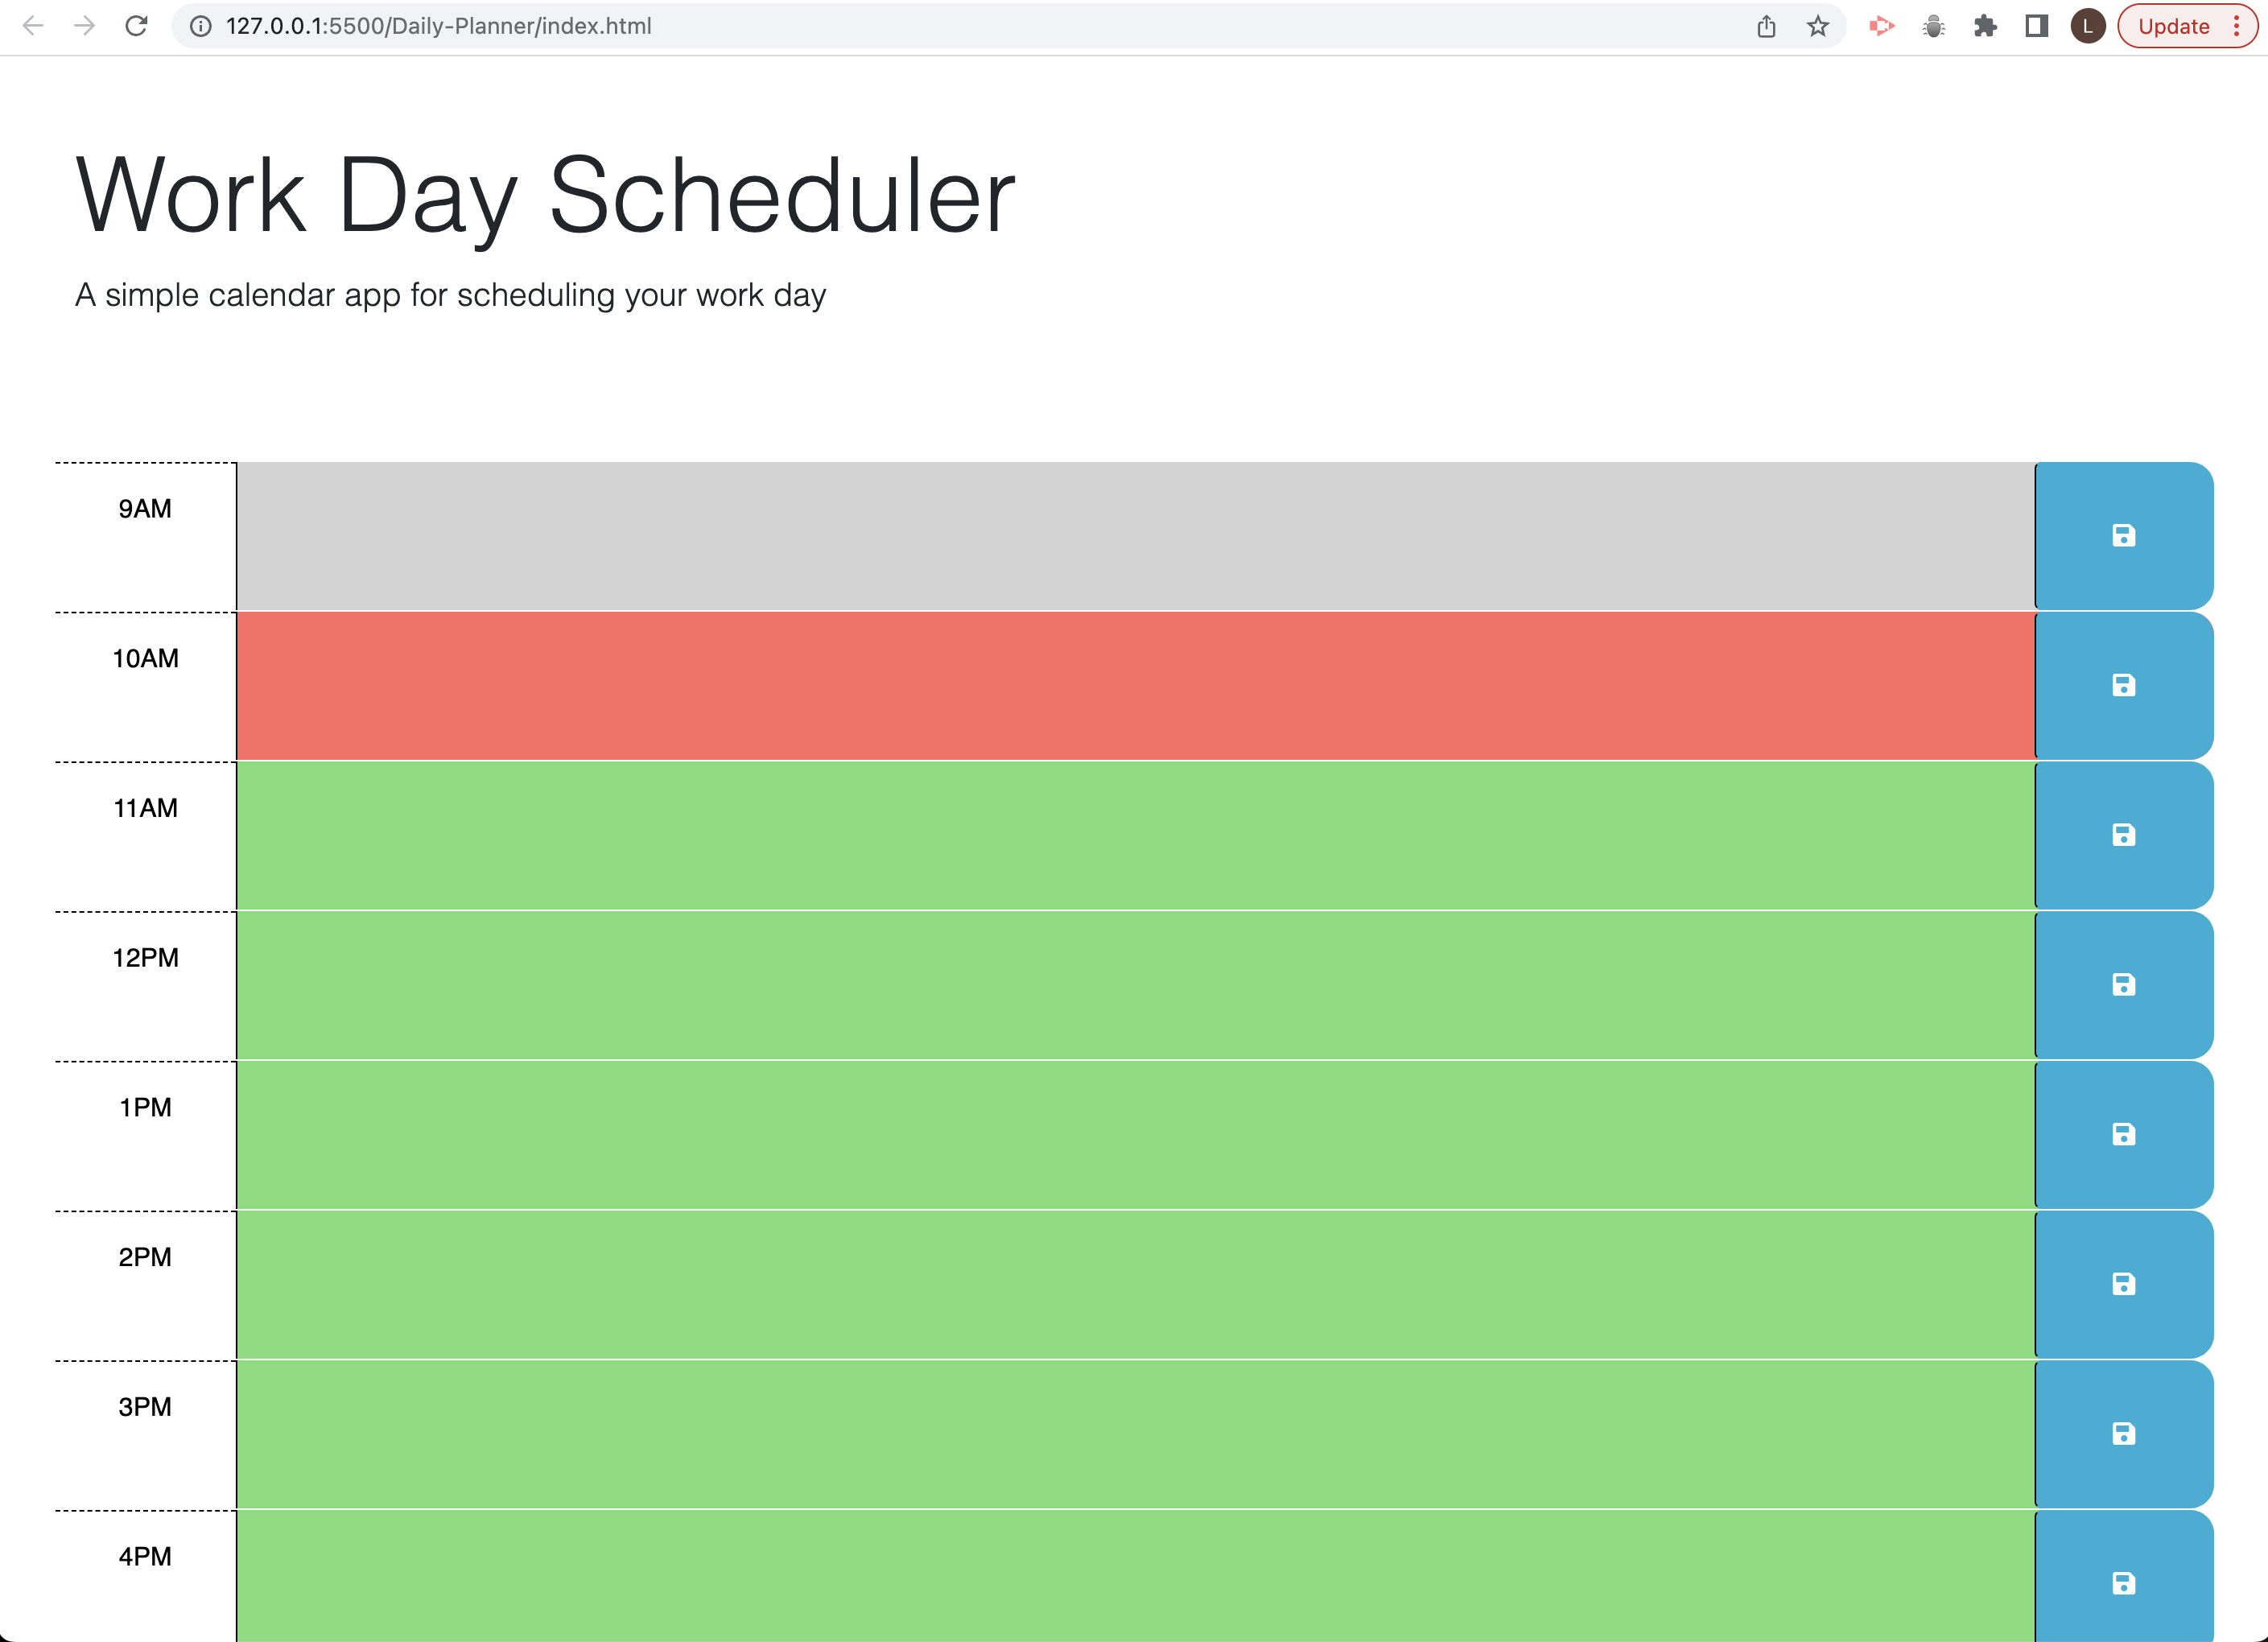 127.0.0.1:5500/Daily-Planner/index.html
L
Update
Work Day Scheduler
A simple calendar app for scheduling your work day
9AM
10AM
11AM
12PM
1PM
2PM
3PM
4PM